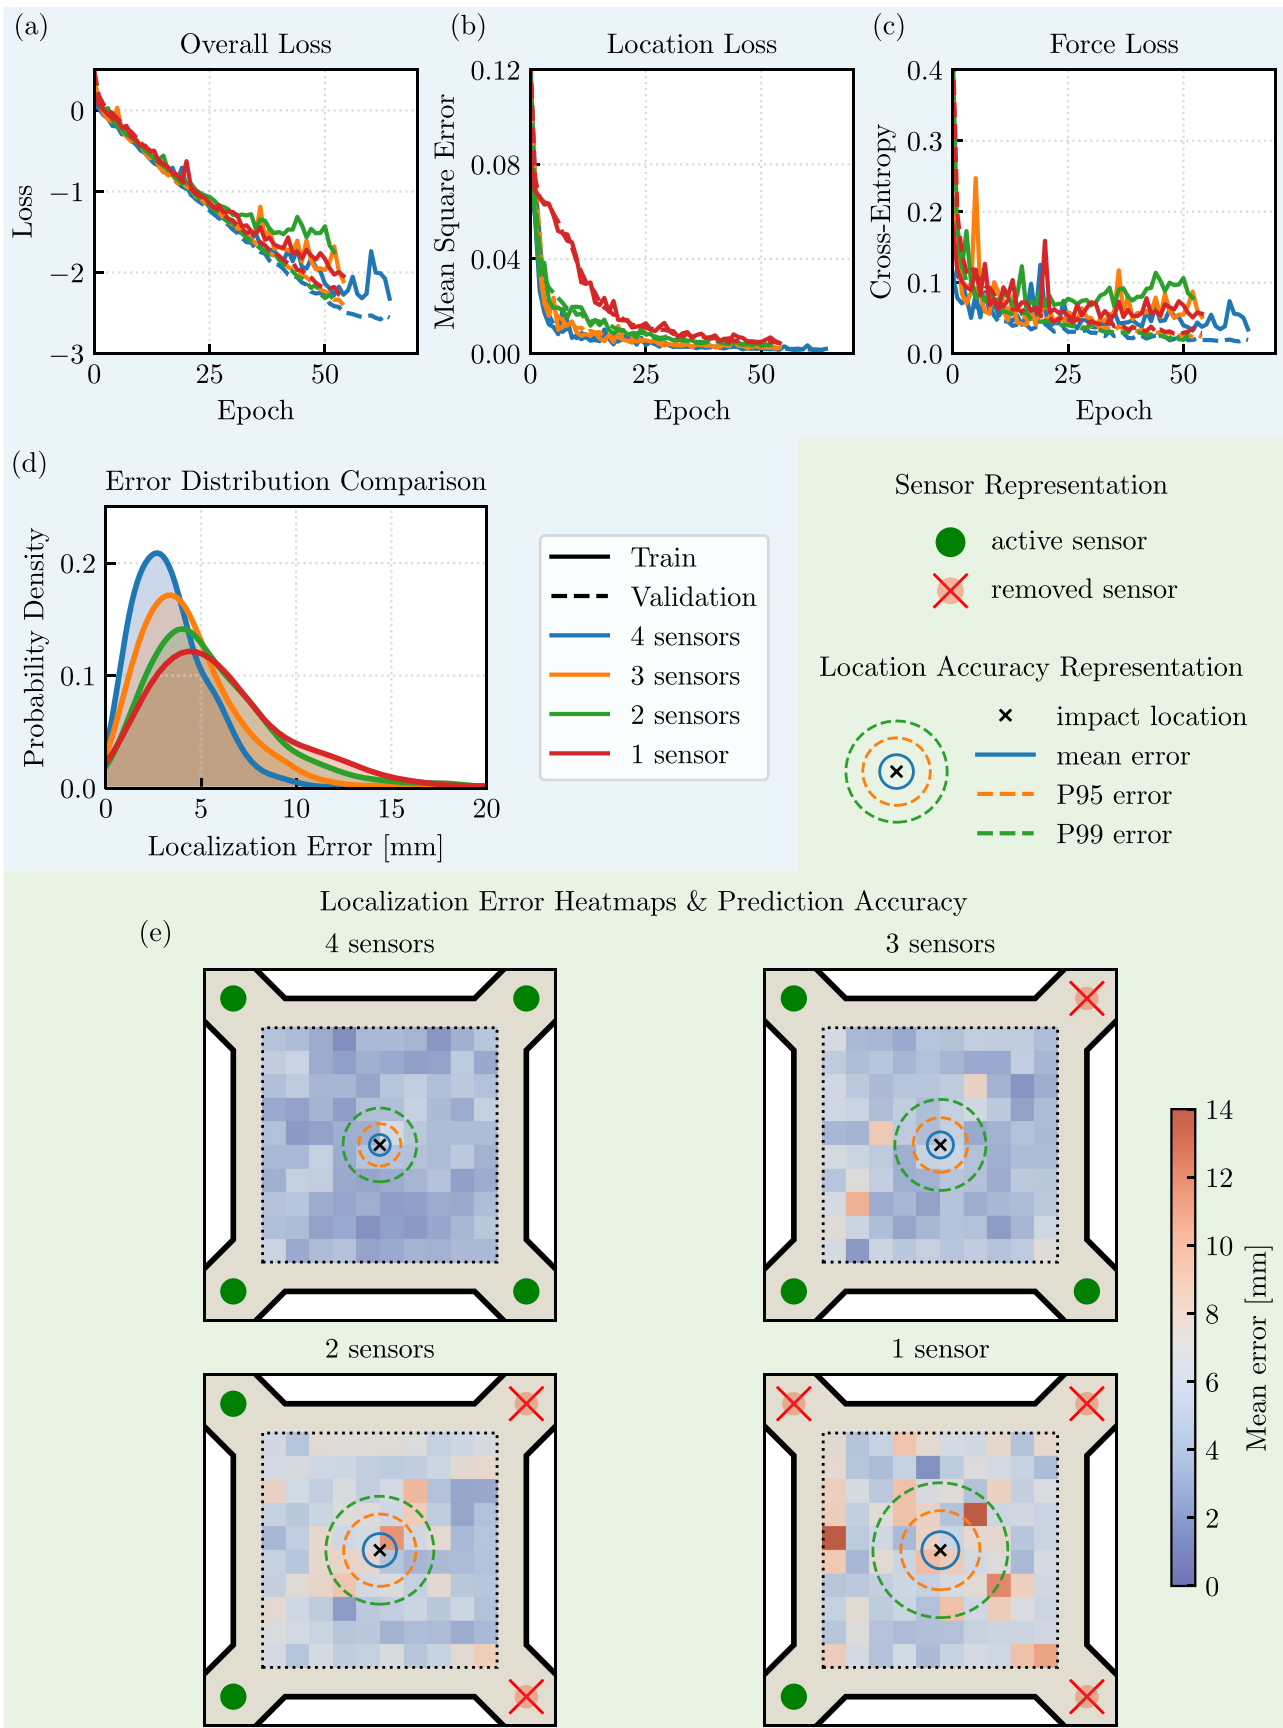 (a)
Overall Loss
Loss
0
−1
−2
−3
0 25 50
Epoch
(b)
Location Loss
Mean Square Error
0.12
0.08
0.04
0.00
0 25 50
Epoch
(c)
Force Loss
Cross-Entropy
0.4
0.3
0.2
0.1
0.0
0 25 50
Epoch
(d)
Error Distribution Comparison
Probability Density
0.2
0.1
0.0
0 5 10 15 20
Localization Error [mm]
Train
Validation
4 sensors
3 sensors
2 sensors
1 sensor
Sensor Representation
active sensor
removed sensor
Location Accuracy Representation
impact location
mean error
P95 error
P99 error
Localization Error Heatmaps & Prediction Accuracy
(e)
4 sensors
3 sensors
2 sensors
1 sensor
14
12
10
8
6
4
2
0
Mean error [mm]